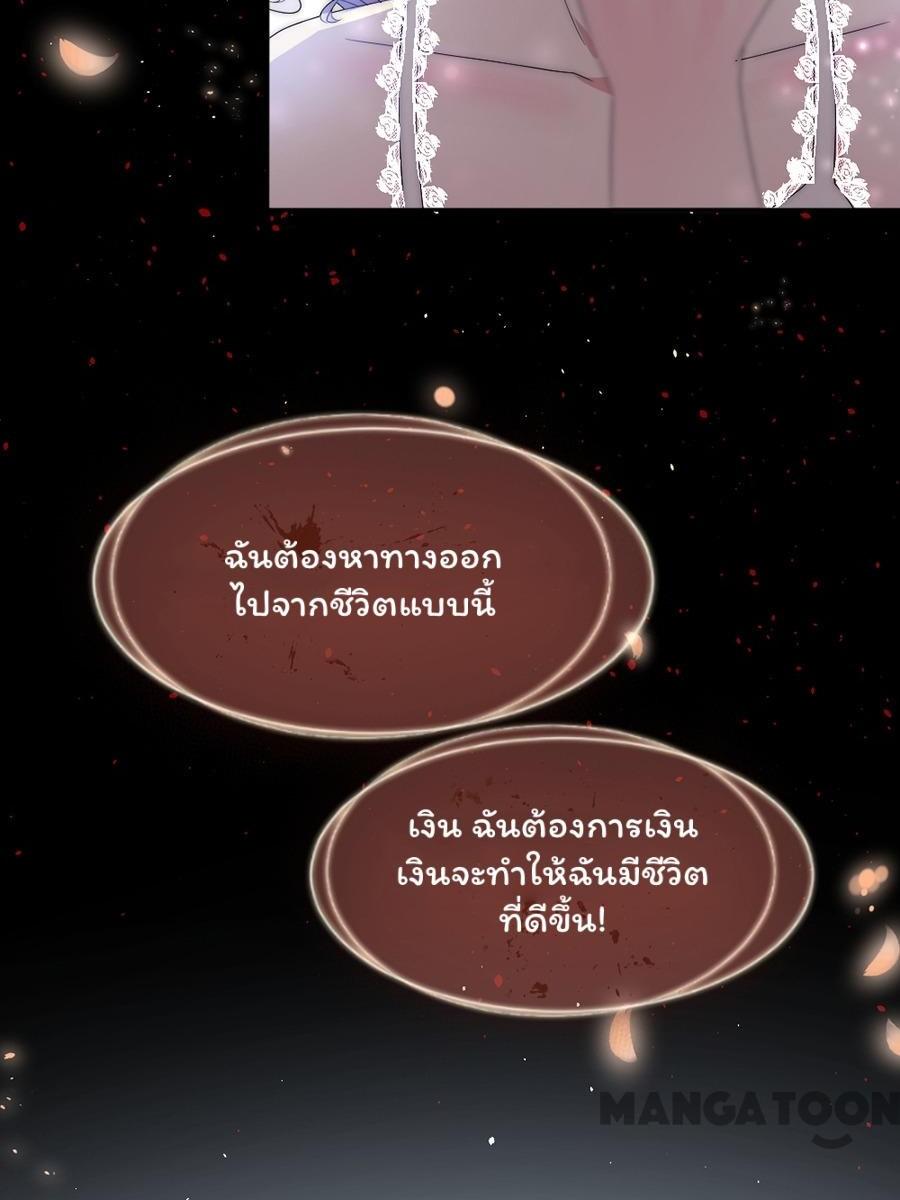 ฉันต้องหาทางออก
ไปจากชีวิตแบบนี้
เงิน ฉันต้องการเงิน
เงินจะทำให้ฉันมีชีวิต
ที่ดีขึ้น!
MANGATOON